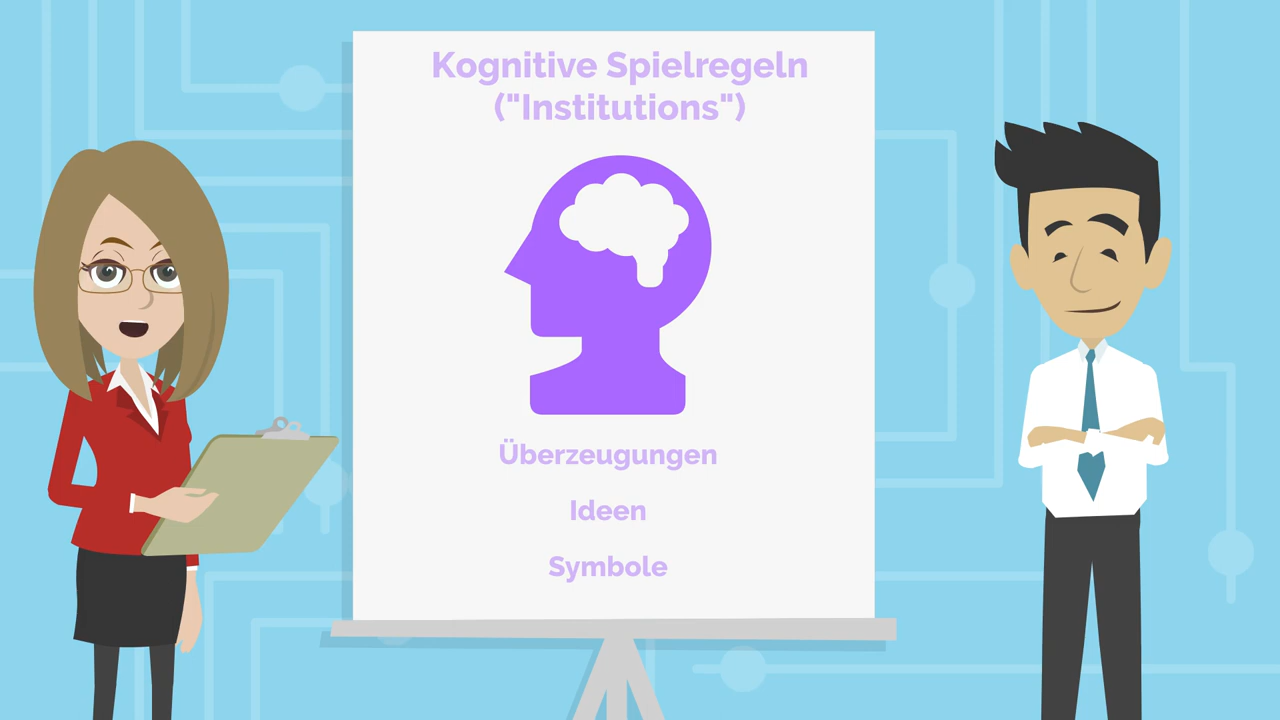 Kognitive Spielregeln
("Institutions")
Überzeugungen
Ideen
Symbole